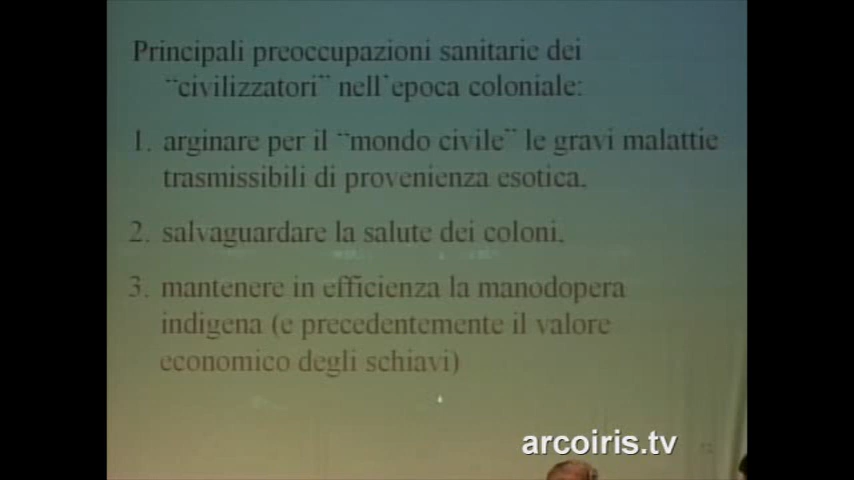 Principali preoccupazioni sanitarie dei
"civilizzatori" nell'epoca coloniale:
1. arginare per il "mondo civile" le gravi malattie
trasmissibili di provenienza esotica,
2. salvaguardare la salute dei coloni,
3. mantenere in efficienza la manodopera
indigena (e precedentemente il valore
economico degli schiavi)
arcoiris.tv